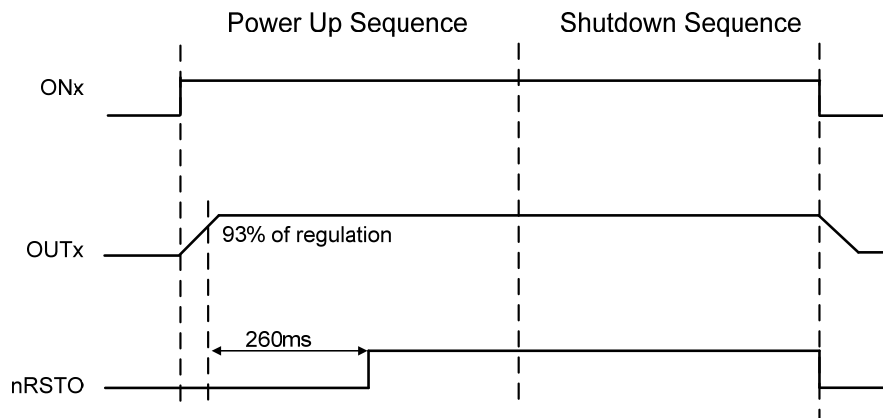 Power Up Sequence
Shutdown Sequence
ONx
OUTx
93% of regulation
260ms
nRSTO